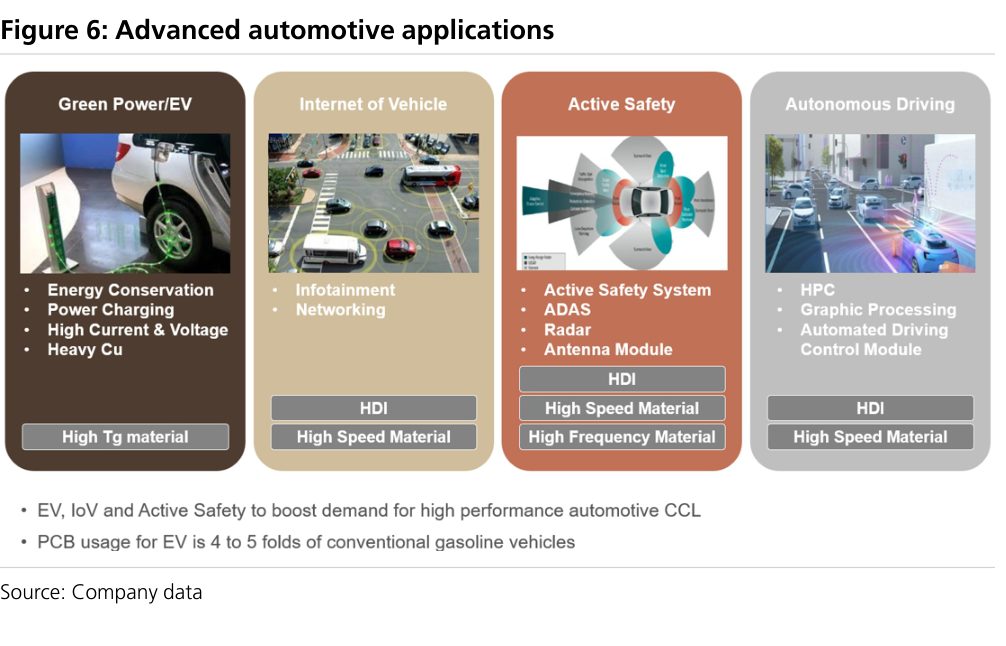 Figure 6: Advanced automotive applications
Green Power/EV
• Energy Conservation
• Power Charging
• High Current & Voltage
• Heavy Cu
High Tg material
Internet of Vehicle
• Infotainment
• Networking
HDI
High Speed Material
Active Safety
• Active Safety System
• ADAS
• Radar
• Antenna Module
HDI
High Speed Material
High Frequency Material
Autonomous Driving
• HPC
• Graphic Processing
• Automated Driving
Control Module
HDI
High Speed Material
• EV, IoV and Active Safety to boost demand for high performance automotive CCL
• PCB usage for EV is 4 to 5 folds of conventional gasoline vehicles
Source: Company data